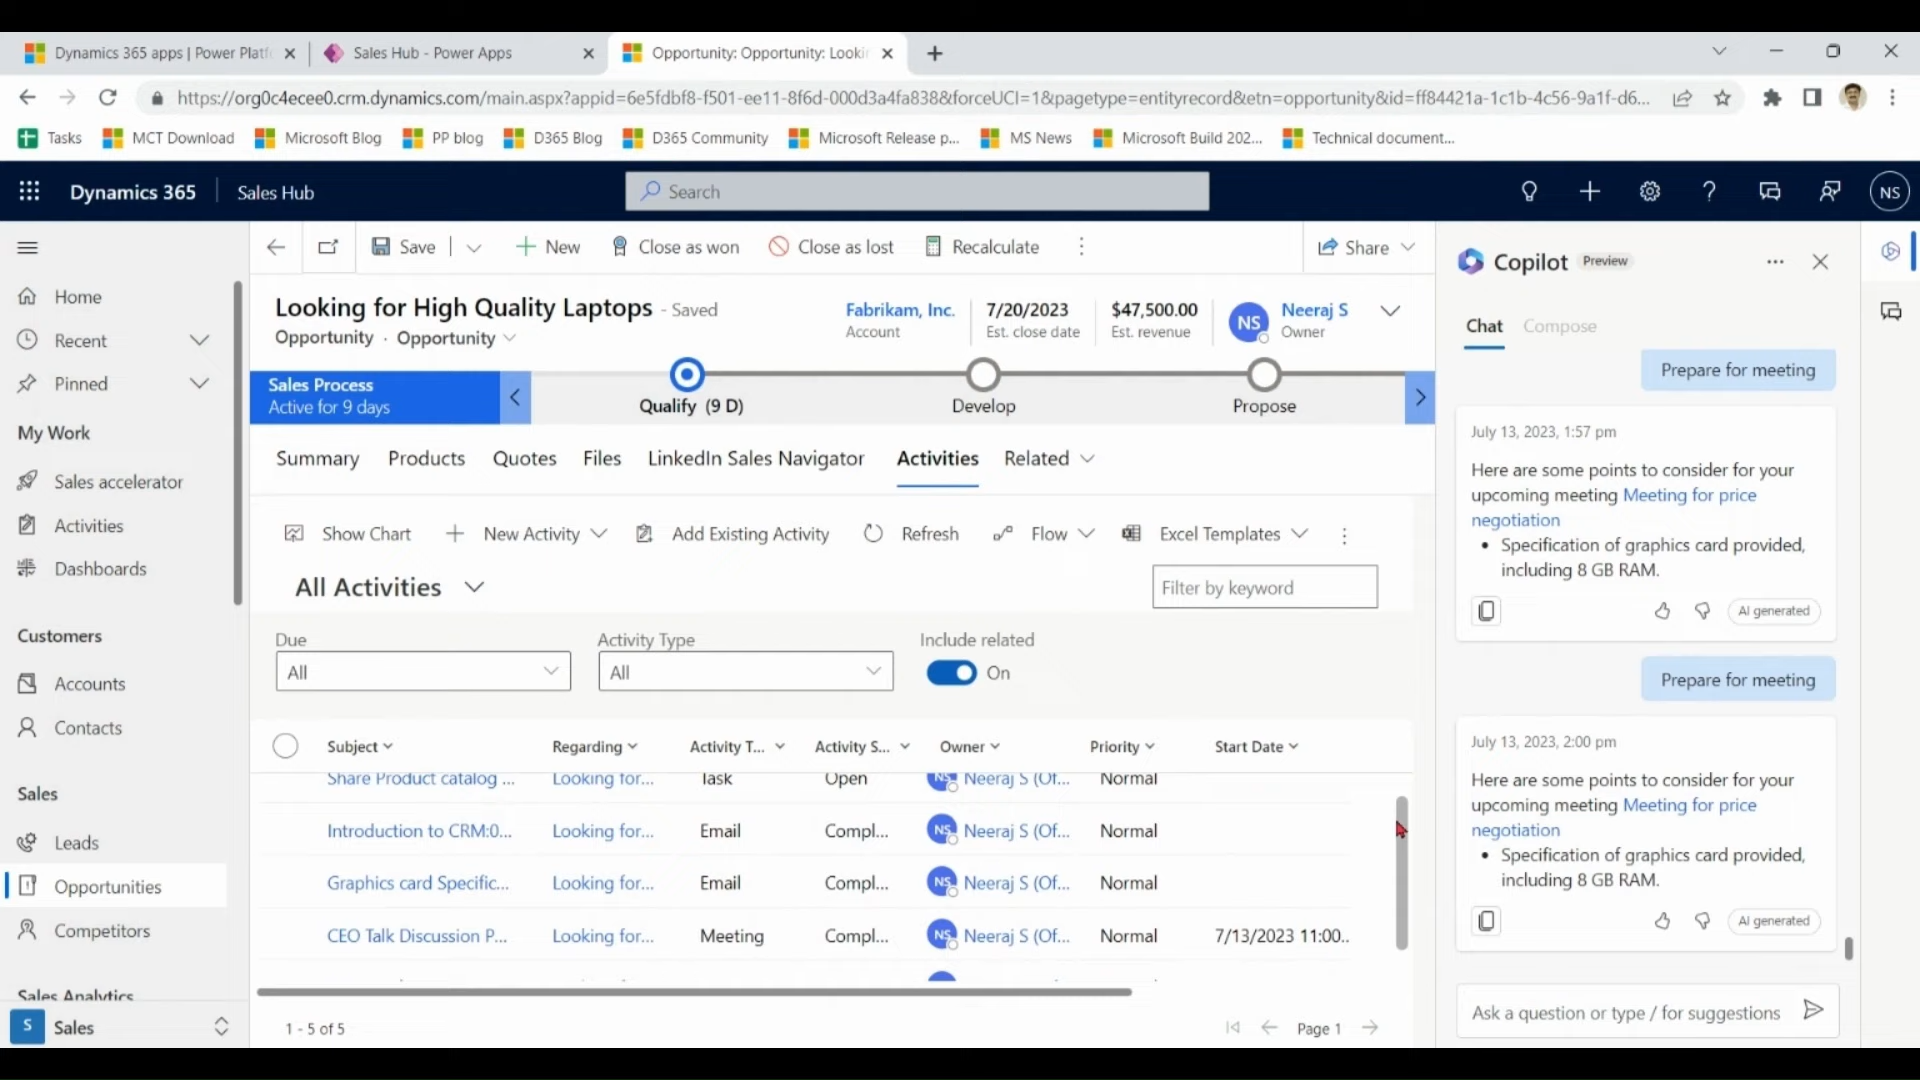 Dynamics 365 apps | Power Platf
Sales Hub - Power Apps
Opportunity: Opportunity: Looki
https://org0c4ecee0.crm.dynamics.com/main.aspx?appid=6e5fdbf8-f501-ee11-8f6d-000d3a4fa838&forceUCI=1&pagetype=entityrecord&etn=opportunity&id=ff84421a-1c1b-4c56-9a1f-d6...
Tasks
MCT Download
Microsoft Blog
PP blog
D365 Blog
D365 Community
Microsoft Release p...
MS News
Microsoft Build 202...
Technical document...
Dynamics 365
Sales Hub
Search
NS
Home
Recent
Pinned
My Work
Sales accelerator
Activities
Dashboards
Customers
Accounts
Contacts
Sales
Leads
Opportunities
Competitors
Sales Analytics
S
Sales
Save
New
Close as won
Close as lost
Recalculate
Share
Looking for High Quality Laptops - Saved
Opportunity · Opportunity
Fabrikam, Inc.
Account
7/20/2023
Est. close date
$47,500.00
Est. revenue
NS
Neeraj S
Owner
Sales Process
Active for 9 days
Qualify (9 D)
Develop
Propose
Summary
Products
Quotes
Files
LinkedIn Sales Navigator
Activities
Related
Show Chart
New Activity
Add Existing Activity
Refresh
Flow
Excel Templates
All Activities
Filter by keyword
Due
Activity Type
Include related
All
All
On
Subject
Regarding
Activity T...
Activity S...
Owner
Priority
Start Date
Share Product catalog ... Looking for... Task Open NS Neeraj S (Of... Normal
Introduction to CRM:0... Looking for... Email Compl... NS Neeraj S (Of... Normal
Graphics card Specific... Looking for... Email Compl... NS Neeraj S (Of... Normal
CEO Talk Discussion P... Looking for... Meeting Compl... NS Neeraj S (Of... Normal 7/13/2023 11:00..
1 - 5 of 5
Page 1
Copilot Preview
Chat
Compose
Prepare for meeting
July 13, 2023, 1:57 pm
Here are some points to consider for your
upcoming meeting Meeting for price
negotiation
• Specification of graphics card provided,
including 8 GB RAM.
AI generated
Prepare for meeting
July 13, 2023, 2:00 pm
Here are some points to consider for your
upcoming meeting Meeting for price
negotiation
• Specification of graphics card provided,
including 8 GB RAM.
AI generated
Ask a question or type / for suggestions